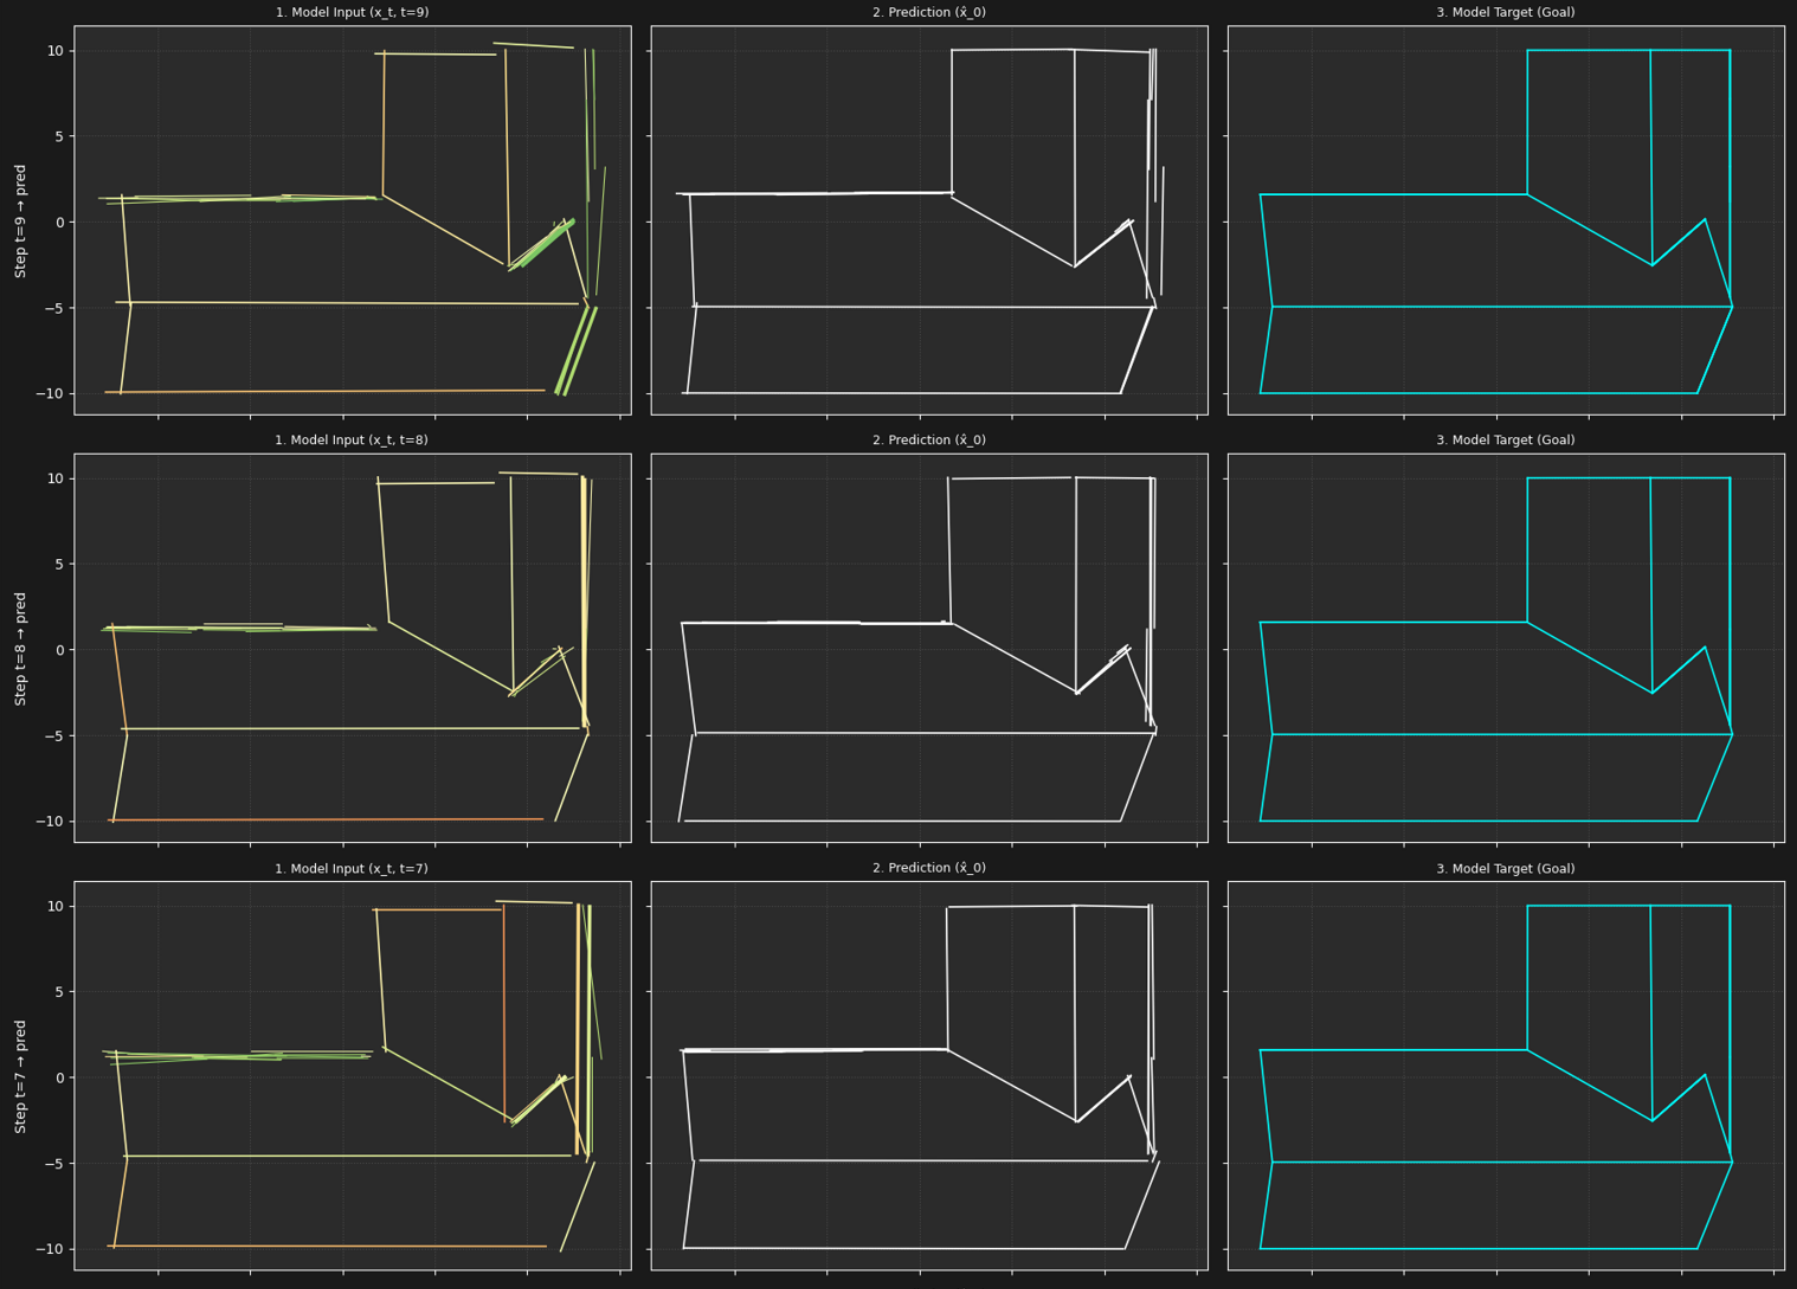 1. Model Input (x_t, t=9)
2. Prediction (x̂_0)
3. Model Target (Goal)
Step t=9 → pred
10
5
0
−5
−10
1. Model Input (x_t, t=8)
2. Prediction (x̂_0)
3. Model Target (Goal)
Step t=8 → pred
10
5
0
−5
−10
1. Model Input (x_t, t=7)
2. Prediction (x̂_0)
3. Model Target (Goal)
Step t=7 → pred
10
5
0
−5
−10